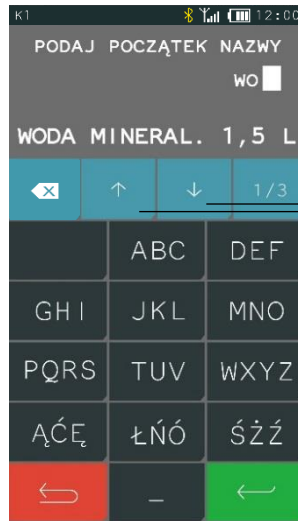 K1 12:00
PODAJ POCZĄTEK NAZWY
WO
WODA MINERAL. 1,5 L
1/3
ABC DEF
GHI JKL MNO
PQRS TUV WXYZ
ĄĆĘ ŁŃÓ ŚŻŹ
_